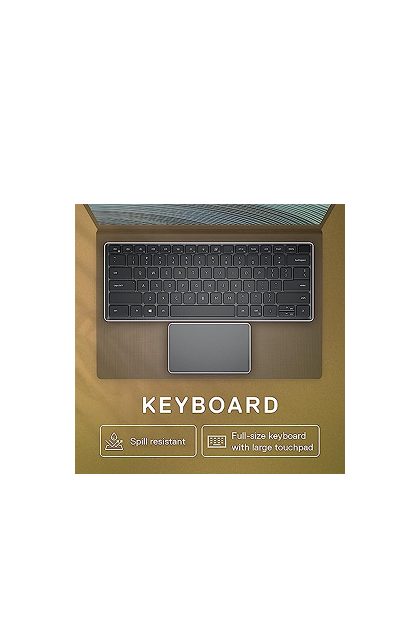 KEYBOARD
Spill resistant
Full-size keyboard
with large touchpad